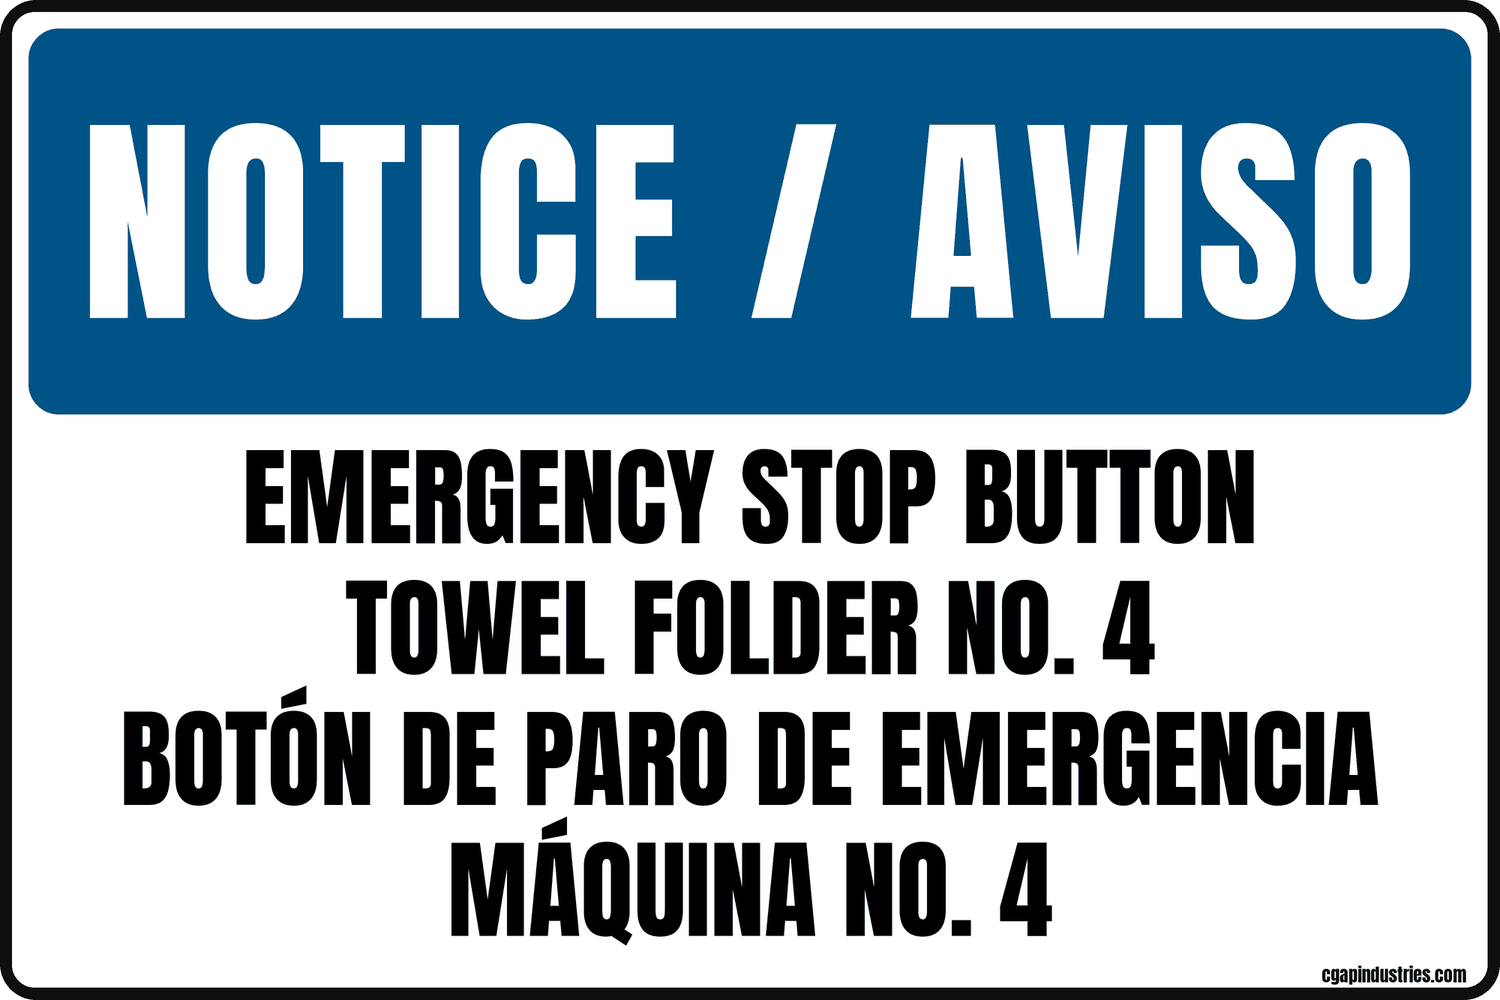 NOTICE / AVISO
EMERGENCY STOP BUTTON
TOWEL FOLDER NO. 4
BOTÓN DE PARO DE EMERGENCIA
MÁQUINA NO. 4
cgapindustries.com